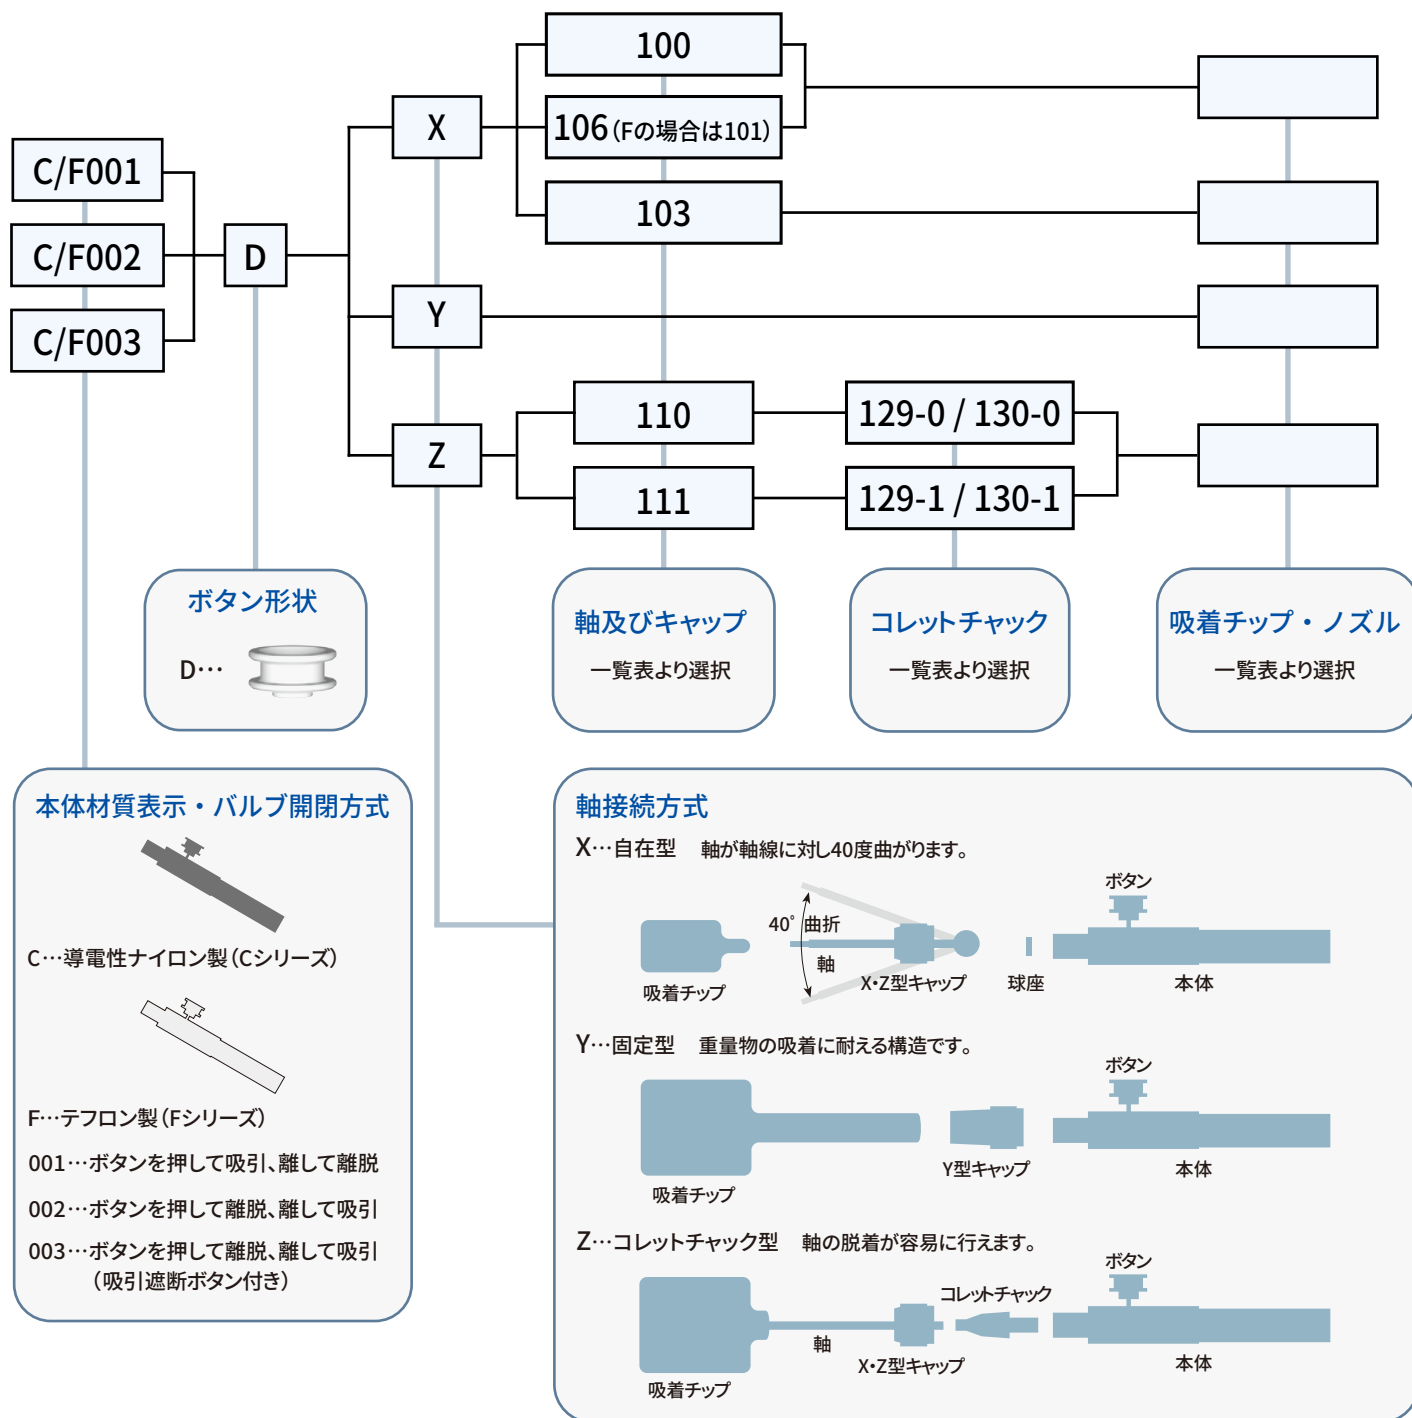 100
106(Fの場合は101)
103
C/F001
C/F002
C/F003
D
X
Y
Z
110
111
129-0 / 130-0
129-1 / 130-1
ボタン形状
D…
軸及びキャップ
一覧表より選択
コレットチャック
一覧表より選択
吸着チップ・ノズル
一覧表より選択
本体材質表示・バルブ開閉方式
C…導電性ナイロン製(Cシリーズ)
F…テフロン製(Fシリーズ)
001…ボタンを押して吸引、離して離脱
002…ボタンを押して離脱、離して吸引
003…ボタンを押して離脱、離して吸引
(吸引遮断ボタン付き)
軸接続方式
X…自在型 軸が軸線に対し40度曲がります。
ボタン
40° 曲折
軸
吸着チップ
X・Z型キャップ
球座
本体
Y…固定型 重量物の吸着に耐える構造です。
ボタン
吸着チップ
Y型キャップ
本体
Z…コレットチャック型 軸の脱着が容易に行えます。
ボタン
コレットチャック
軸
吸着チップ
X・Z型キャップ
本体